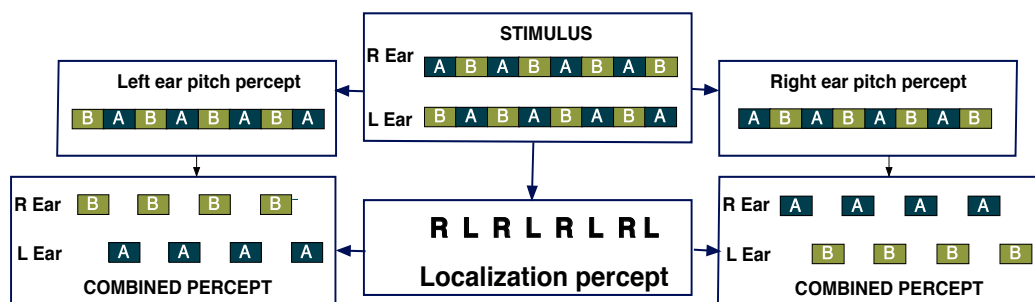 STIMULUS
R Ear A B A B A B A B
L Ear B A B A B A B A
Left ear pitch percept
B A B A B A B A
Right ear pitch percept
A B A B A B A B
R Ear B B B B
L Ear A A A A
COMBINED PERCEPT
R L R L R L R L
Localization percept
R Ear A A A A
L Ear B B B B
COMBINED PERCEPT